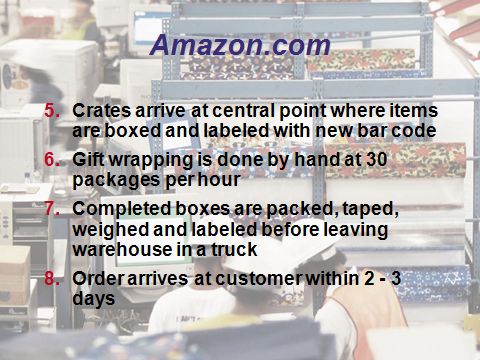 Amazon.com
5. Crates arrive at central point where items
are boxed and labeled with new bar code
6. Gift wrapping is done by hand at 30
packages per hour
7. Completed boxes are packed, taped,
weighed and labeled before leaving
warehouse in a truck
8. Order arrives at customer within 2 - 3
days